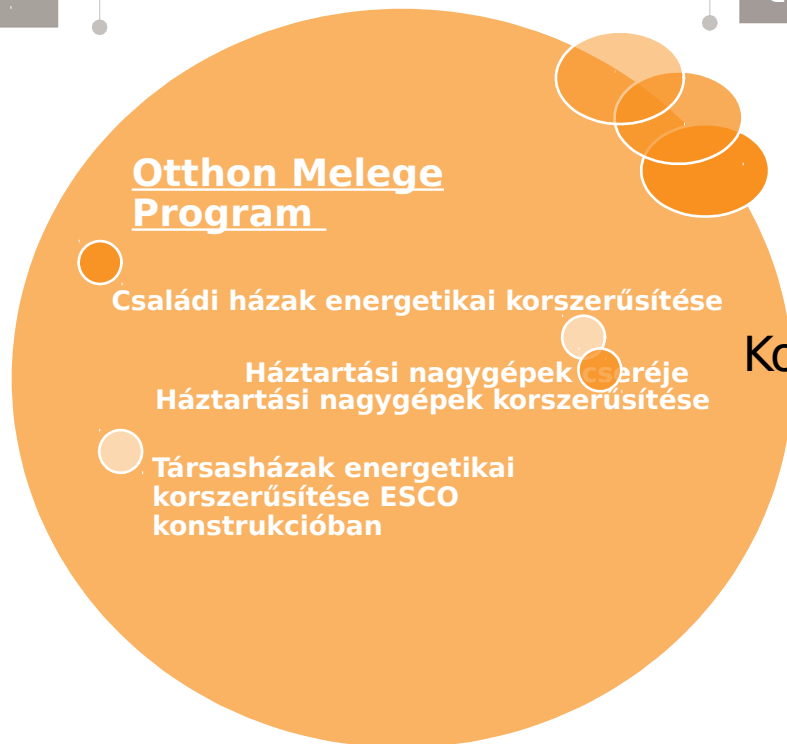 Otthon Melege
Program
Családi házak energetikai korszerűsítése
Háztartási nagygépek cseréje
Háztartási nagygépek korszerűsítése
Társasházak energetikai
korszerűsítése ESCO
konstrukcióban